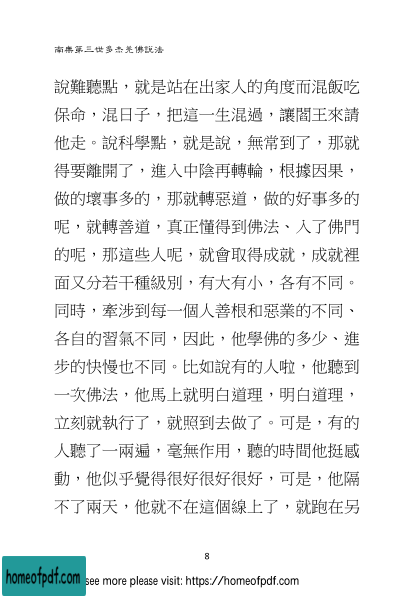 南無第三世多杰羌佛說法
說難聽點，就是站在出家人的角度而混飯吃
保命，混日子，把這一生混過，讓閻王來請
他走。說科學點，就是說，無常到了，那就
得要離開了，進入中陰再轉輪，根據因果，
做的壞事多的，那就轉惡道，做的好事多的
呢，就轉善道，真正懂得到佛法、入了佛門
的呢，那這些人呢，就會取得成就，成就裡
面又分若干種級別，有大有小，各有不同。
同時，牽涉到每一個人善根和惡業的不同、
各自的習氣不同，因此，他學佛的多少、進
步的快慢也不同。比如說有的人啦，他聽到
一次佛法，他馬上就明白道理，明白道理，
立刻就執行了，就照到去做了。可是，有的
人聽了一兩遍，毫無作用，聽的時間他挺感
動，他似乎覺得很好很好很好，可是，他隔
不了兩天，他就不在這個線上了，就跑在另
8
homeofpdf.com
see more please visit: https://homeofpdf.com